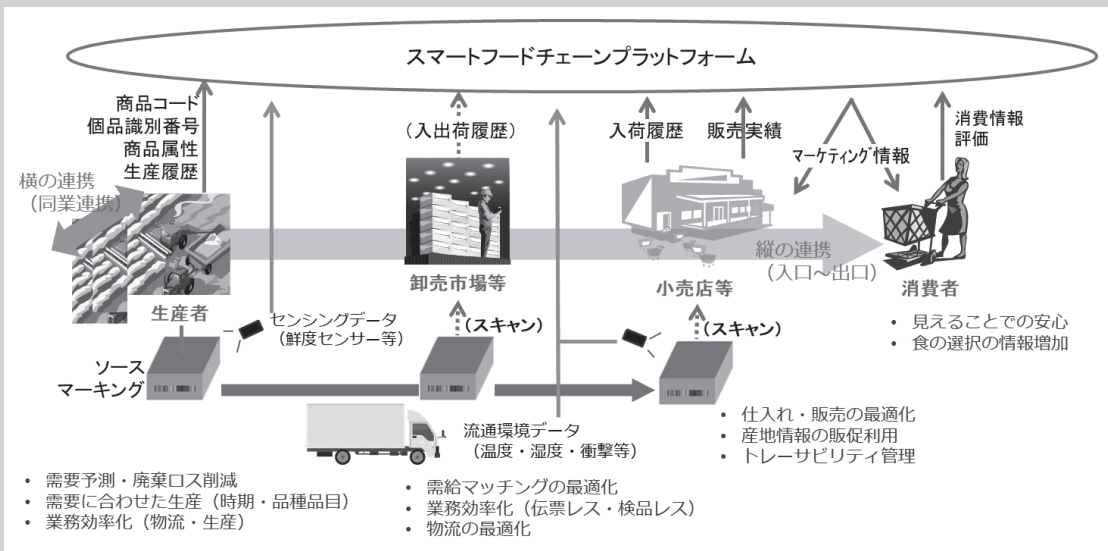 スマートフードチェーンプラットフォーム
商品コード
個品識別番号
商品属性
生産履歴
(入出荷履歴)
入荷履歴
販売実績
マーケティング情報
消費情報
評価
横の連携
(同業連携)
縦の連携
(入口~出口)
生産者
卸売市場等
小売店等
消費者
• 見えることでの安心
• 食の選択の情報増加
センシングデータ
(鮮度センサー等)
(スキャン)
(スキャン)
ソース
マーキング
流通環境データ
(温度・湿度・衝撃等)
• 仕入れ・販売の最適化
• 産地情報の販促利用
• トレーサビリティ管理
• 需要予測・廃棄ロス削減
• 需要に合わせた生産(時期・品種品目)
• 業務効率化(物流・生産)
• 需給マッチングの最適化
• 業務効率化(伝票レス・検品レス)
• 物流の最適化